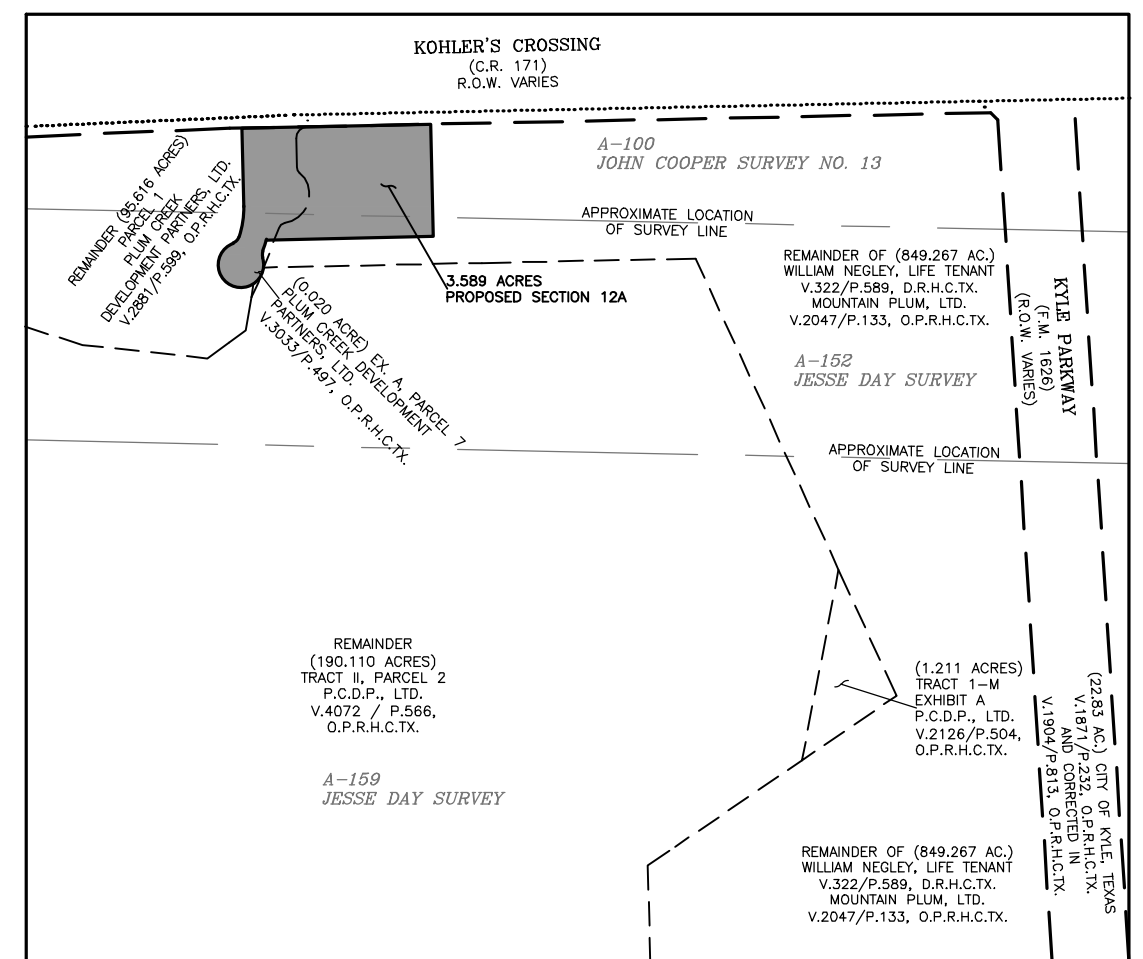 KOHLER'S CROSSING
(C.R. 171)
R.O.W. VARIES
A-100
JOHN COOPER SURVEY NO. 13
REMAINDER (95.616 ACRES)
PARCEL 1
PLUM CREEK
DEVELOPMENT PARTNERS, LTD.
V.2881/P.599, O.P.R.H.C.TX.
APPROXIMATE LOCATION
OF SURVEY LINE
3.589 ACRES
PROPOSED SECTION 12A
(0.020 ACRE) EX. A, PARCEL 7
PLUM CREEK DEVELOPMENT
PARTNERS, LTD.
V.3033/P.497, O.P.R.H.C.TX.
REMAINDER OF (849.267 AC.)
WILLIAM NEGLEY, LIFE TENANT
V.322/P.589, D.R.H.C.TX.
MOUNTAIN PLUM, LTD.
V.2047/P.133, O.P.R.H.C.TX.
KYLE PARKWAY
(F.M. 1626)
(R.O.W. VARIES)
A-152
JESSE DAY SURVEY
APPROXIMATE LOCATION
OF SURVEY LINE
REMAINDER
(190.110 ACRES)
TRACT II, PARCEL 2
P.C.D.P., LTD.
V.4072 / P.566,
O.P.R.H.C.TX.
A-159
JESSE DAY SURVEY
(1.211 ACRES)
TRACT 1-M
EXHIBIT A
P.C.D.P., LTD.
V.2126/P.504,
O.P.R.H.C.TX.
(22.83 AC.) CITY OF KYLE, TEXAS
V.1871/P.232, O.P.R.H.C.TX.
AND CORRECTED IN
V.1904/P.813, O.P.R.H.C.TX.
REMAINDER OF (849.267 AC.)
WILLIAM NEGLEY, LIFE TENANT
V.322/P.589, D.R.H.C.TX.
MOUNTAIN PLUM, LTD.
V.2047/P.133, O.P.R.H.C.TX.